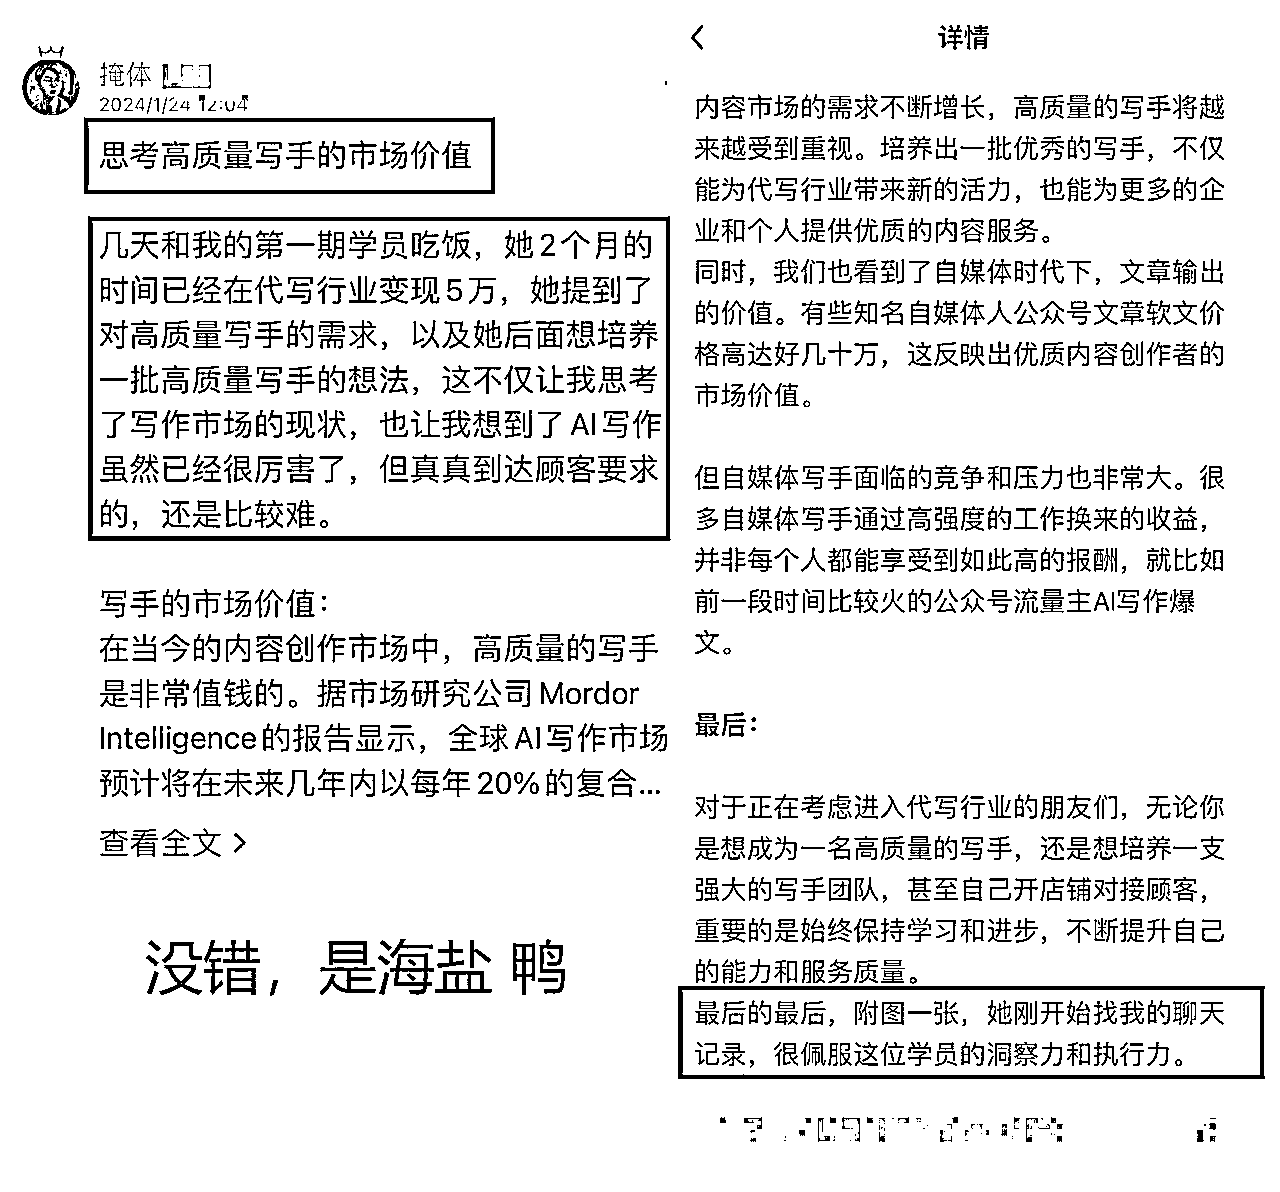 掩体
2024/1/24 12:04
思考高质量写手的市场价值
几天和我的第一期学员吃饭，她2个月的
时间已经在代写行业变现5万，她提到了
对高质量写手的需求，以及她后面想培养
一批高质量写手的想法，这不仅让我思考
了写作市场的现状，也让我想到了AI写作
虽然已经很厉害了，但真真到达顾客要求
的，还是比较难。
写手的市场价值：
在当今的内容创作市场中，高质量的写手
是非常值钱的。据市场研究公司Mordor
Intelligence的报告显示，全球AI写作市场
预计将在未来几年内以每年20%的复合...
查看全文 >
没错，是海盐 鸭
详情
内容市场的需求不断增长，高质量的写手将越
来越受到重视。培养出一批优秀的写手，不仅
能为代写行业带来新的活力，也能为更多的企
业和个人提供优质的内容服务。
同时，我们也看到了自媒体时代下，文章输出
的价值。有些知名自媒体人公众号文章软文价
格高达好几十万，这反映出优质内容创作者的
市场价值。
但自媒体写手面临的竞争和压力也非常大。很
多自媒体写手通过高强度的工作换来的收益，
并非每个人都能享受到如此高的报酬，就比如
前一段时间比较火的公众号流量主AI写作爆
文。
最后：
对于正在考虑进入代写行业的朋友们，无论你
是想成为一名高质量的写手，还是想培养一支
强大的写手团队，甚至自己开店铺对接顾客，
重要的是始终保持学习和进步，不断提升自己
的能力和服务质量。
最后的最后，附图一张，她刚开始找我的聊天
记录，很佩服这位学员的洞察力和执行力。